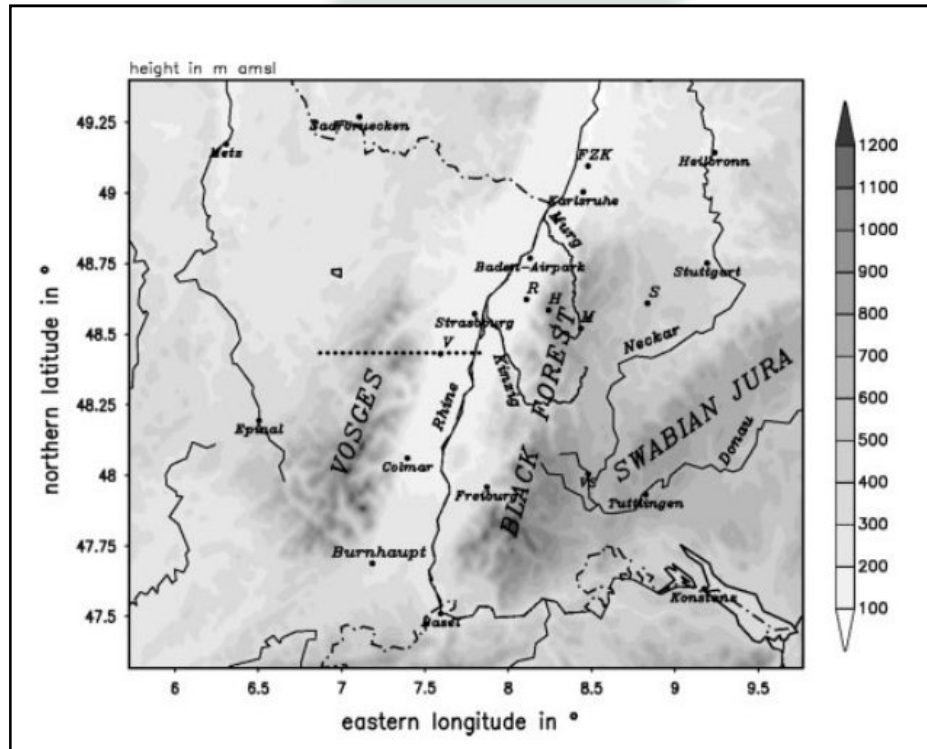 height in m amsl
49.25
49
48.75
48.5
48.25
48
47.75
47.5
northern latitude in °
6
6.5
7
7.5
8
8.5
9
9.5
eastern longitude in °
1200
1100
1000
900
800
700
600
500
400
300
200
100
Metz
FZK
Heilbronn
Karlsruhe
Murg
Baden-Airpark
Stuttgart
R
H
S
Strasbourg
M
V
Neckar
Kinzig
VOSGES
Rhine
BLACK FOREST
SWABIAN JURA
Epinal
Colmar
Donau
Freiburg
VS
Tuttlingen
Burnhaupt
Konstanz
Basel